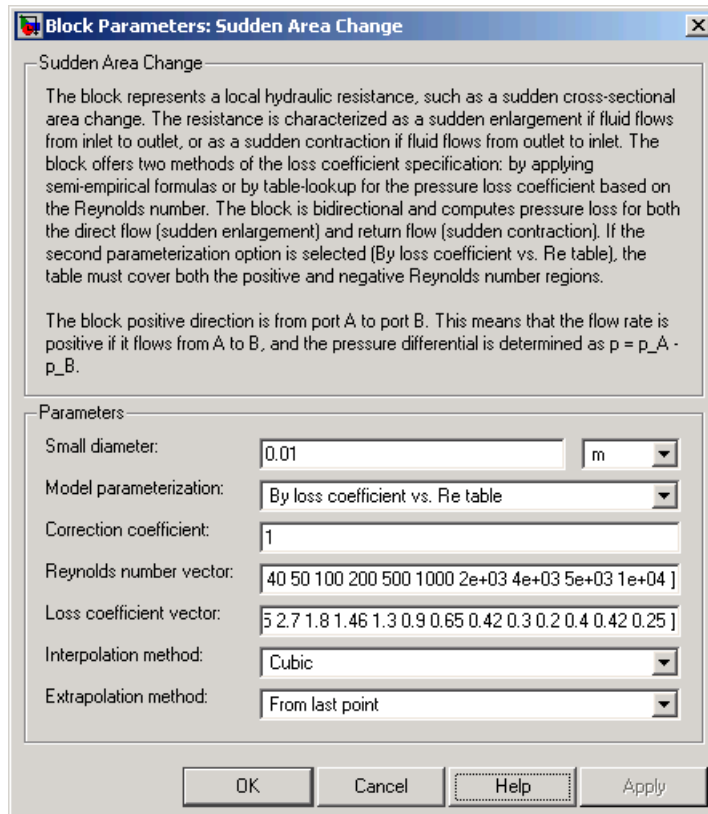 Block Parameters: Sudden Area Change
Sudden Area Change
The block represents a local hydraulic resistance, such as a sudden cross-sectional
area change. The resistance is characterized as a sudden enlargement if fluid flows
from inlet to outlet, or as a sudden contraction if fluid flows from outlet to inlet. The
block offers two methods of the loss coefficient specification: by applying
semi-empirical formulas or by table-lookup for the pressure loss coefficient based on
the Reynolds number. The block is bidirectional and computes pressure loss for both
the direct flow (sudden enlargement) and return flow (sudden contraction). If the
second parameterization option is selected (By loss coefficient vs. Re table), the
table must cover both the positive and negative Reynolds number regions.
The block positive direction is from port A to port B. This means that the flow rate is
positive if it flows from A to B, and the pressure differential is determined as p = p_A -
p_B.
Parameters
Small diameter: 0.01 m
Model parameterization: By loss coefficient vs. Re table
Correction coefficient: 1
Reynolds number vector: 40 50 100 200 500 1000 2e+03 4e+03 5e+03 1e+04 ]
Loss coefficient vector: 5 2.7 1.8 1.46 1.3 0.9 0.65 0.42 0.3 0.2 0.4 0.42 0.25 ]
Interpolation method: Cubic
Extrapolation method: From last point
OK Cancel Help Apply